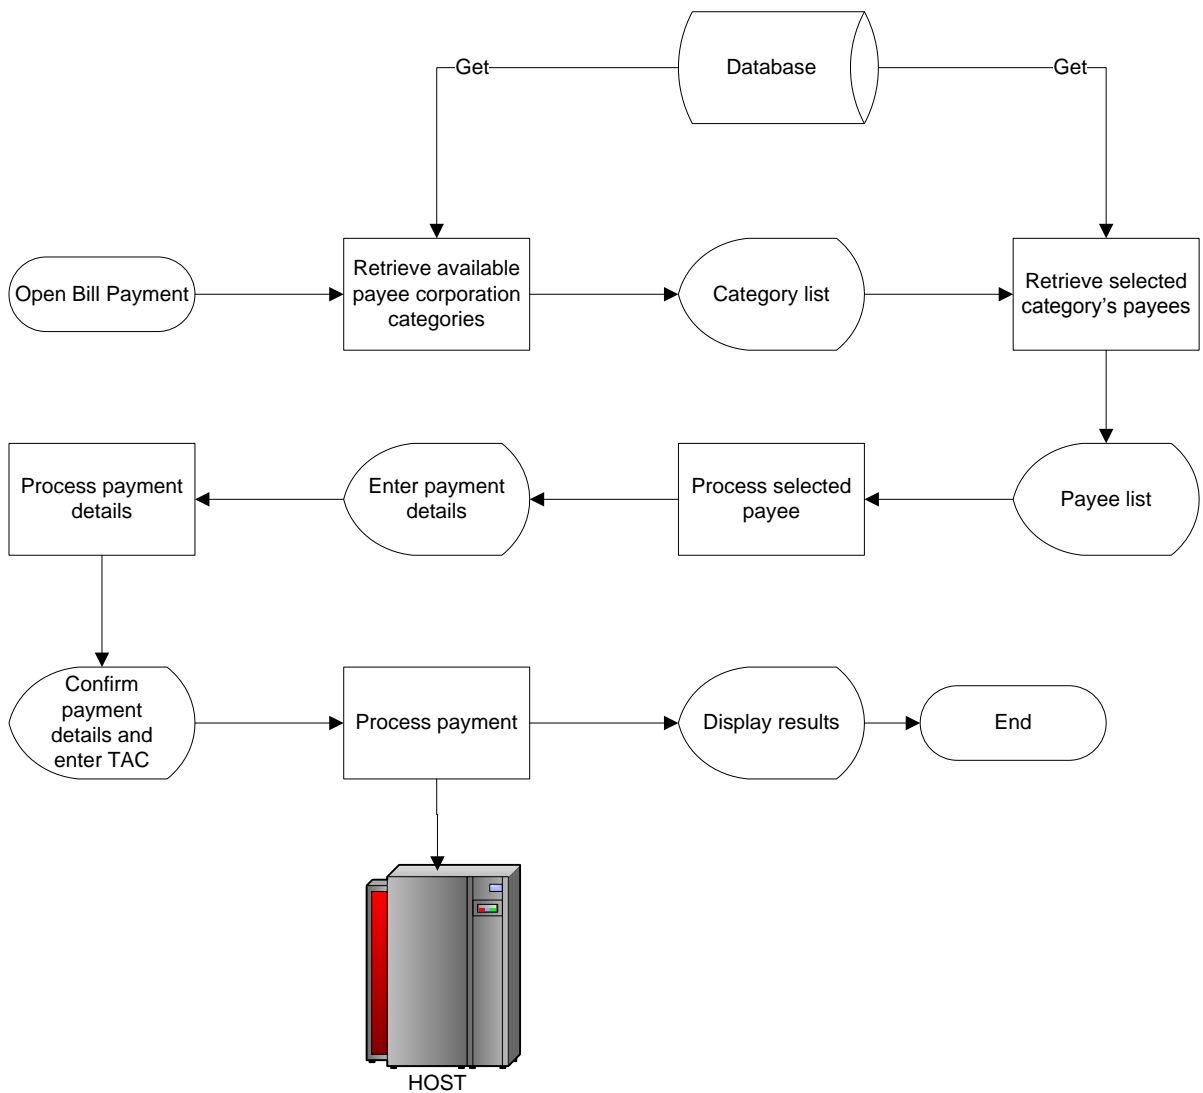 Get
Database
Get
Open Bill Payment
Retrieve available
payee corporation
categories
Category list
Retrieve selected
category's payees
Process payment
details
Enter payment
details
Process selected
payee
Payee list
Confirm
payment
details and
enter TAC
Process payment
Display results
End
HOST